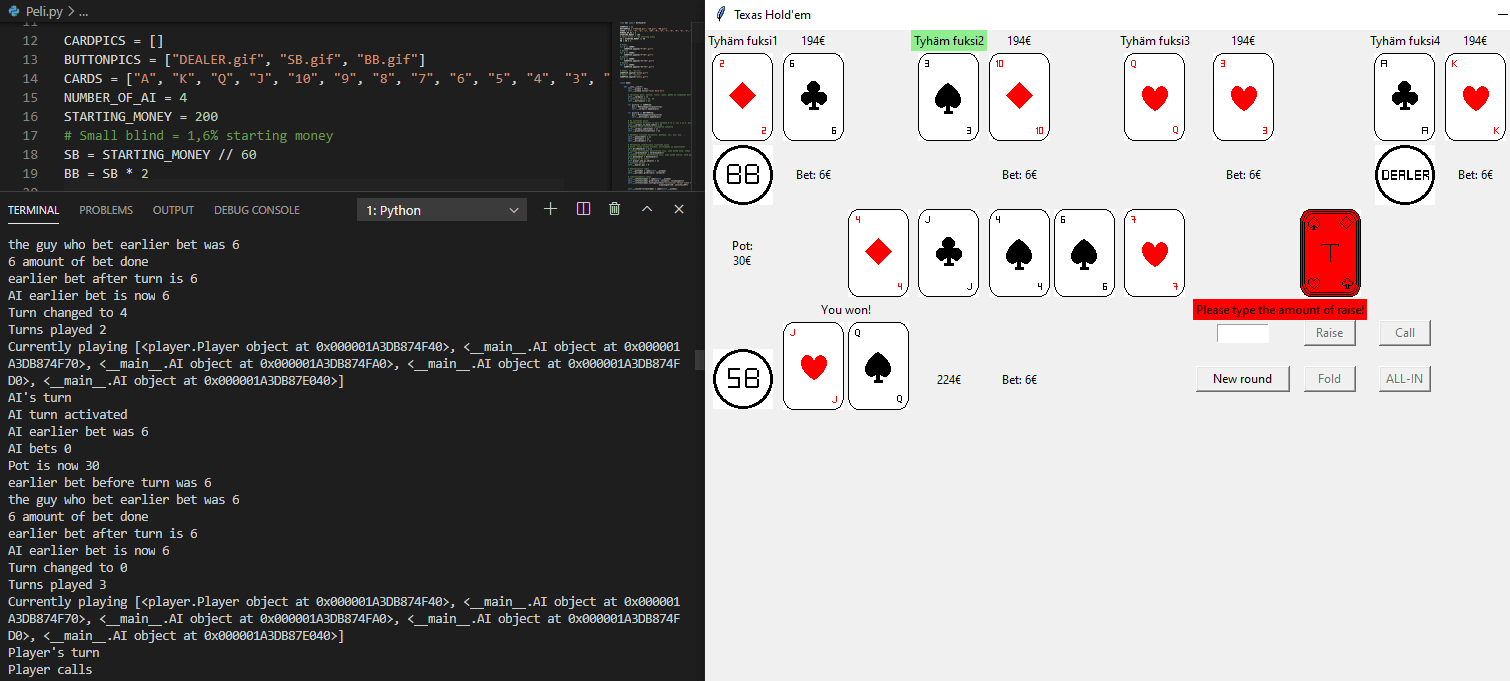 Peli.py > ...
11
12 CARDPICS = []
13 BUTTONPICS = ["DEALER.gif", "SB.gif", "BB.gif"]
14 CARDS = ["A", "K", "Q", "J", "10", "9", "8", "7", "6", "5", "4", "3", "
15 NUMBER_OF_AI = 4
16 STARTING_MONEY = 200
17 # Small blind = 1,6% starting money
18 SB = STARTING_MONEY // 60
19 BB = SB * 2
20
TERMINAL PROBLEMS OUTPUT DEBUG CONSOLE 1: Python
the guy who bet earlier bet was 6
6 amount of bet done
earlier bet after turn is 6
AI earlier bet is now 6
Turn changed to 4
Turns played 2
Currently playing [<player.Player object at 0x000001A3DB874F40>, <__main__.AI object at 0x000001
A3DB874F70>, <__main__.AI object at 0x000001A3DB874FA0>, <__main__.AI object at 0x000001A3DB874F
D0>, <__main__.AI object at 0x000001A3DB87E040>]
AI's turn
AI turn activated
AI earlier bet was 6
AI bets 0
Pot is now 30
earlier bet before turn was 6
the guy who bet earlier bet was 6
6 amount of bet done
earlier bet after turn is 6
AI earlier bet is now 6
Turn changed to 0
Turns played 3
Currently playing [<player.Player object at 0x000001A3DB874F40>, <__main__.AI object at 0x000001
A3DB874F70>, <__main__.AI object at 0x000001A3DB874FA0>, <__main__.AI object at 0x000001A3DB874F
D0>, <__main__.AI object at 0x000001A3DB87E040>]
Player's turn
Player calls
Texas Hold'em
Tyhäm fuksi1 194€ Tyhäm fuksi2 194€ Tyhäm fuksi3 194€ Tyhäm fuksi4 194€
2 6 3 10 Q 3 A K
2 6 3 10 Q 3 A K
BB Bet: 6€ Bet: 6€ Bet: 6€ DEALER Bet: 6€
4 J 4 6 7
Pot:
30€
T
4 J 4 6 7
You won! Please type the amount of raise!
J Q Raise Call
SB 224€ Bet: 6€ New round Fold ALL-IN
J Q